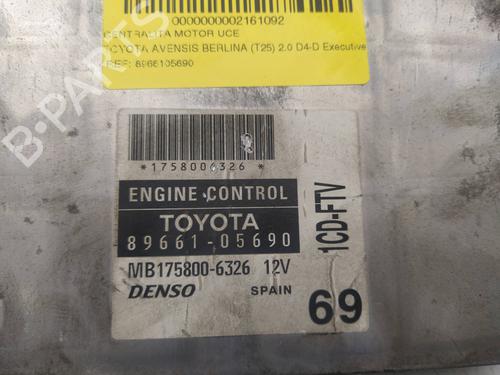 0000000002161092
CENTRALITA MOTOR UCE
TOYOTA AVENSIS BERLINA (T25) 2.0 D4-D Executive
REF: 8966105690
*1758006326*
ENGINE CONTROL
TOYOTA
89661-05690
MB175800-6326 12V
DENSO SPAIN
1CD-FTV
69
B-PARTS